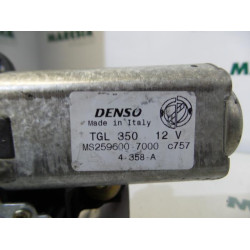 DENSO
Made in Italy
TGL 350 12 V
MS259600-7000 c757
4-358-A